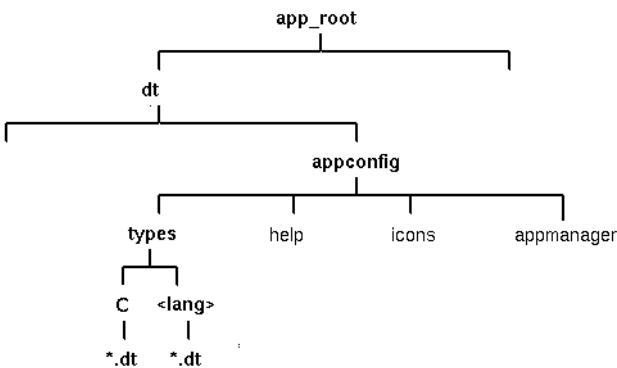 app_root
dt
appconfig
types help icons appmanager
C <lang>
*.dt *.dt